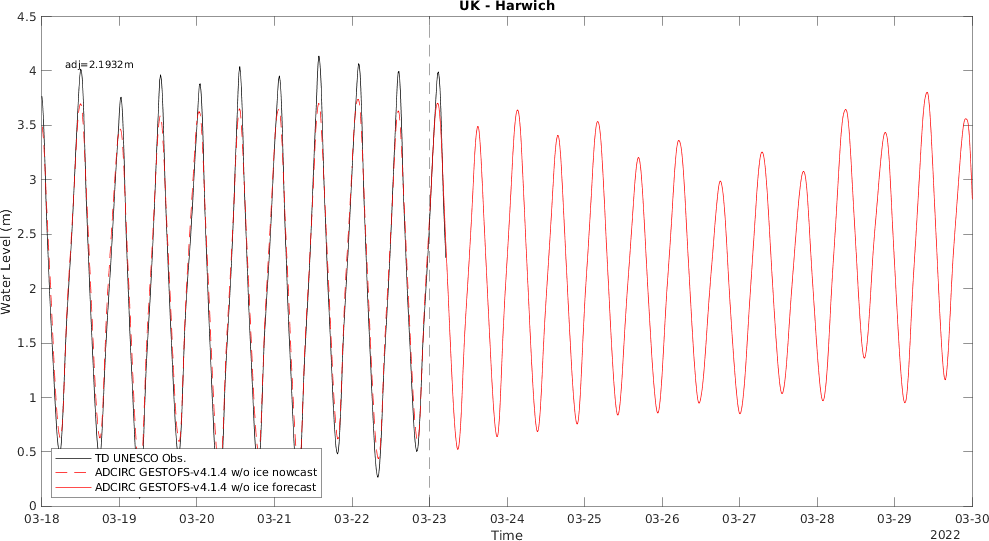 UK - Harwich
adj=2.1932m
4.5
4
3.5
3
2.5
2
1.5
1
0.5
0
Water Level (m)
TD UNESCO Obs.
ADCIRC GESTOFS-v4.1.4 w/o ice nowcast
ADCIRC GESTOFS-v4.1.4 w/o ice forecast
03-18 03-19 03-20 03-21 03-22 03-23 03-24 03-25 03-26 03-27 03-28 03-29 03-30
Time
2022